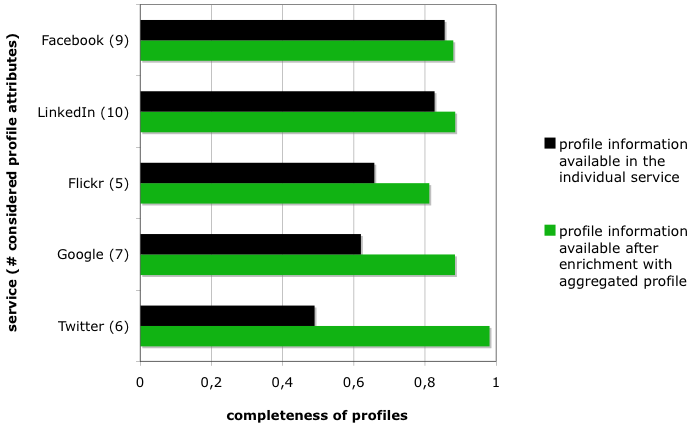 service (# considered profile attributes)
Facebook (9)
LinkedIn (10)
Flickr (5)
Google (7)
Twitter (6)
0
0,2
0,4
0,6
0,8
1
completeness of profiles
profile information
available in the
individual service
profile information
available after
enrichment with
aggregated profile